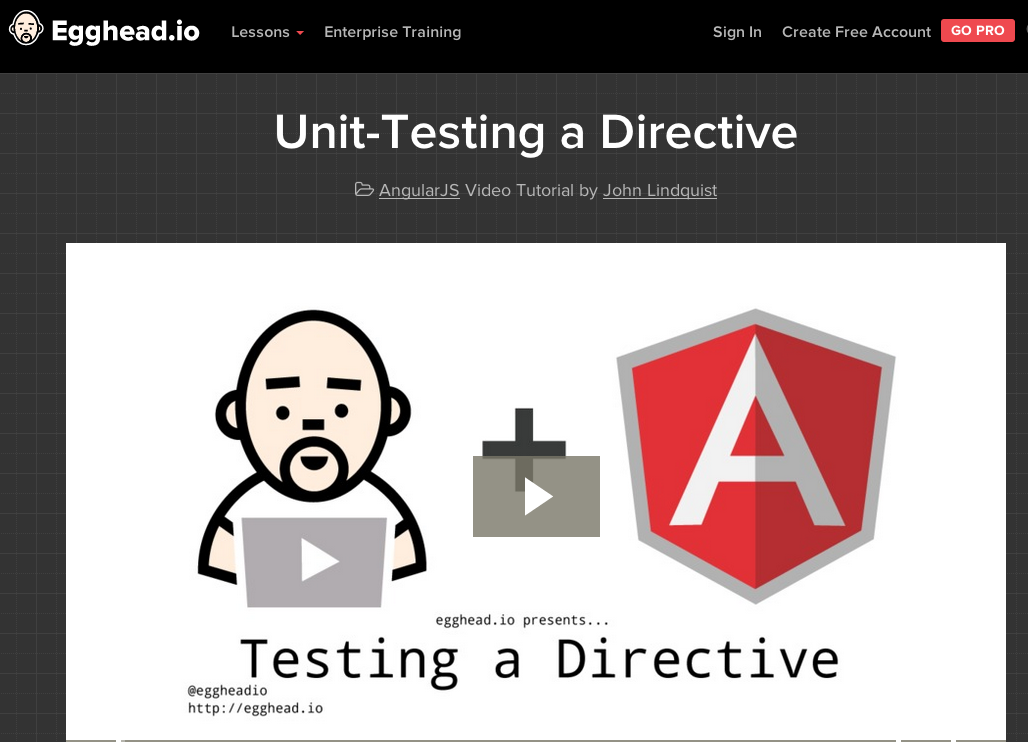 Egghead.io Lessons Enterprise Training Sign In Create Free Account GO PRO
Unit-Testing a Directive
AngularJS Video Tutorial by John Lindquist
egghead.io presents...
Testing a Directive
@eggheadio
http://egghead.io